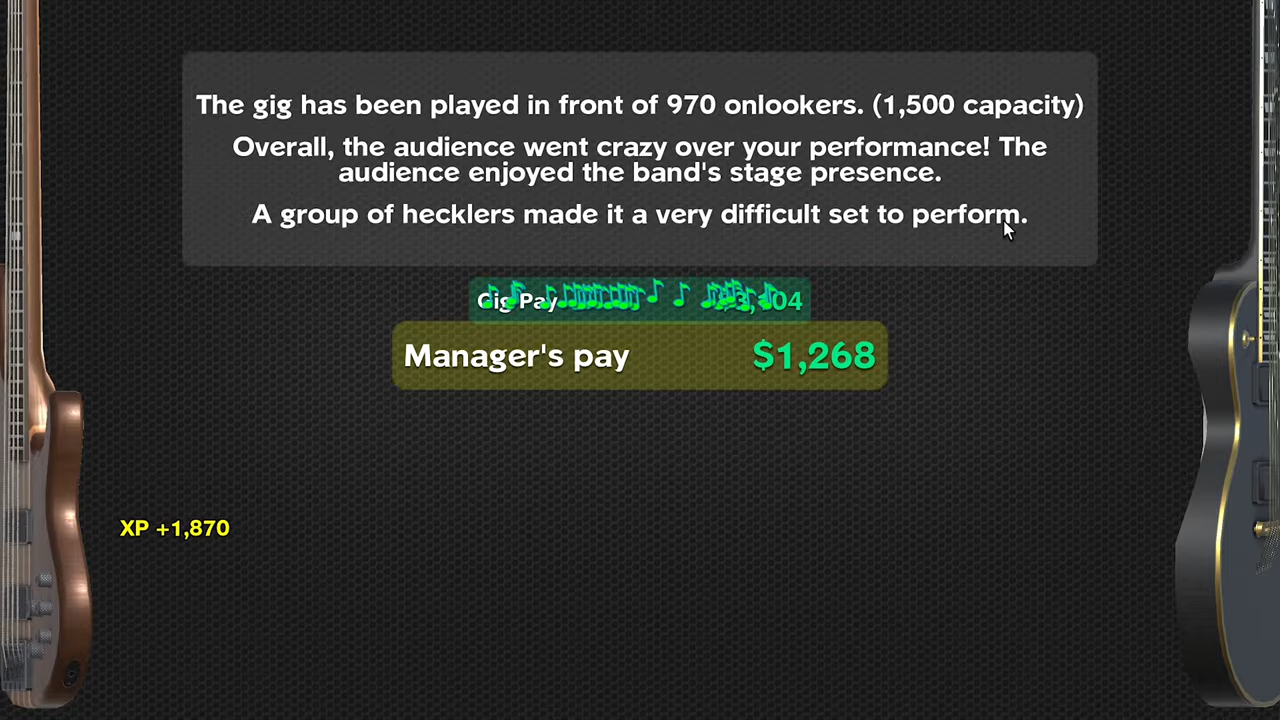 The gig has been played in front of 970 onlookers. (1,500 capacity)
Overall, the audience went crazy over your performance! The
audience enjoyed the band's stage presence.
A group of hecklers made it a very difficult set to perform.
Gig Pay
Manager's pay $1,268
XP +1,870